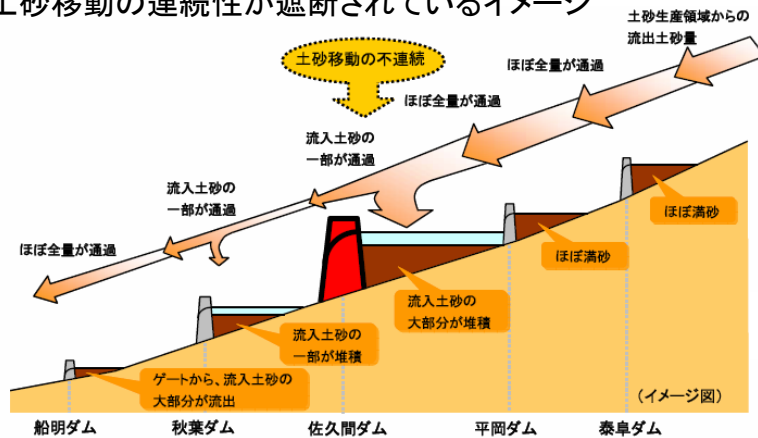 土砂移動の連続性が遮断されているイメージ
土砂生産領域からの
流出土砂量
土砂移動の不連続
ほぼ全量が通過
ほぼ全量が通過
流入土砂の
一部が通過
流入土砂の
一部が通過
ほぼ全量が通過
ほぼ満砂
ほぼ満砂
流入土砂の
大部分が堆積
流入土砂の
一部が堆積
ゲートから、流入土砂の
大部分が流出
(イメージ図)
船明ダム
秋葉ダム
佐久間ダム
平岡ダム
泰阜ダム